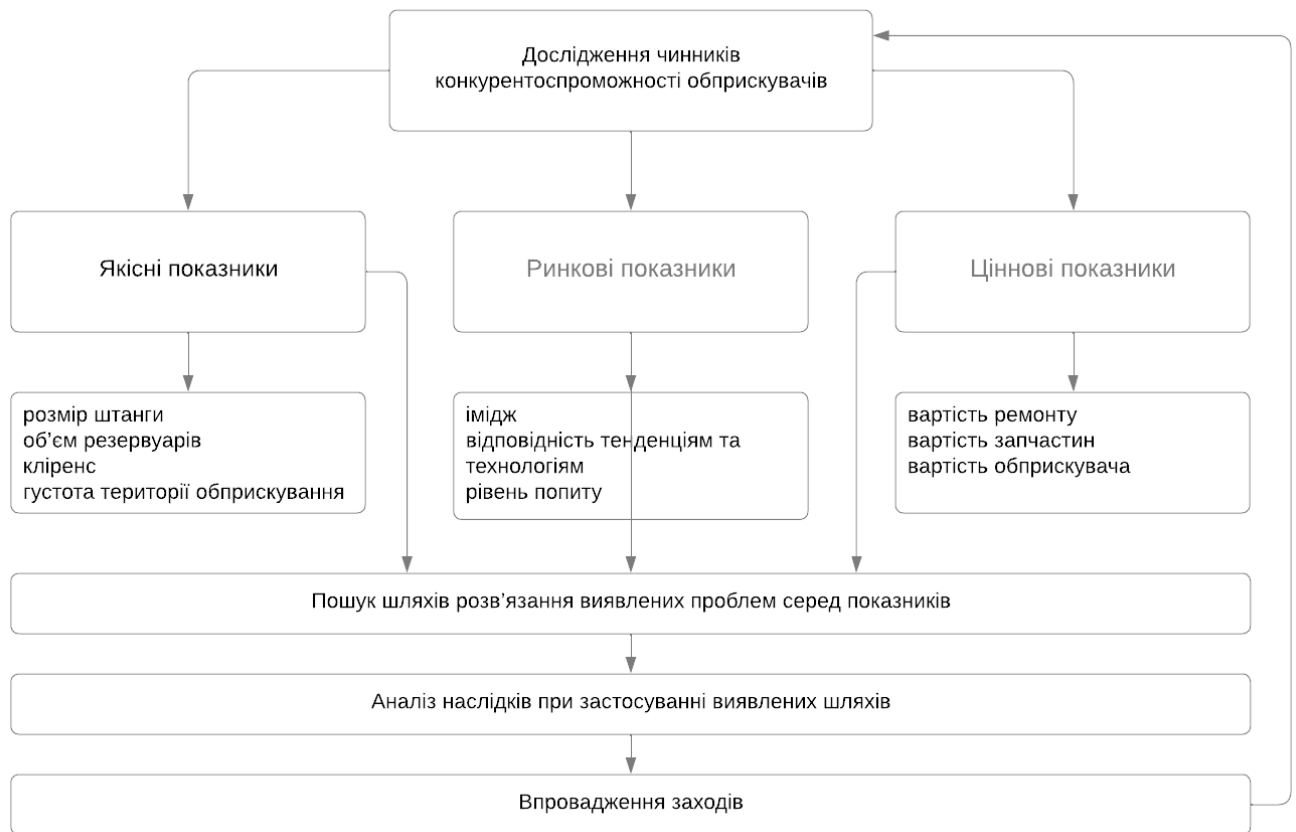 Дослідження чинників
конкурентоспроможності обприскувачів
Якісні показники
Ринкові показники
Ціннові показники
розмір штанги
об’єм резервуарів
кліренс
густота території обприскування
імідж
відповідність тенденціям та
технологіям
рівень попиту
вартість ремонту
вартість запчастин
вартість обприскувача
Пошук шляхів розв’язання виявлених проблем серед показників
Аналіз наслідків при застосуванні виявлених шляхів
Впровадження заходів